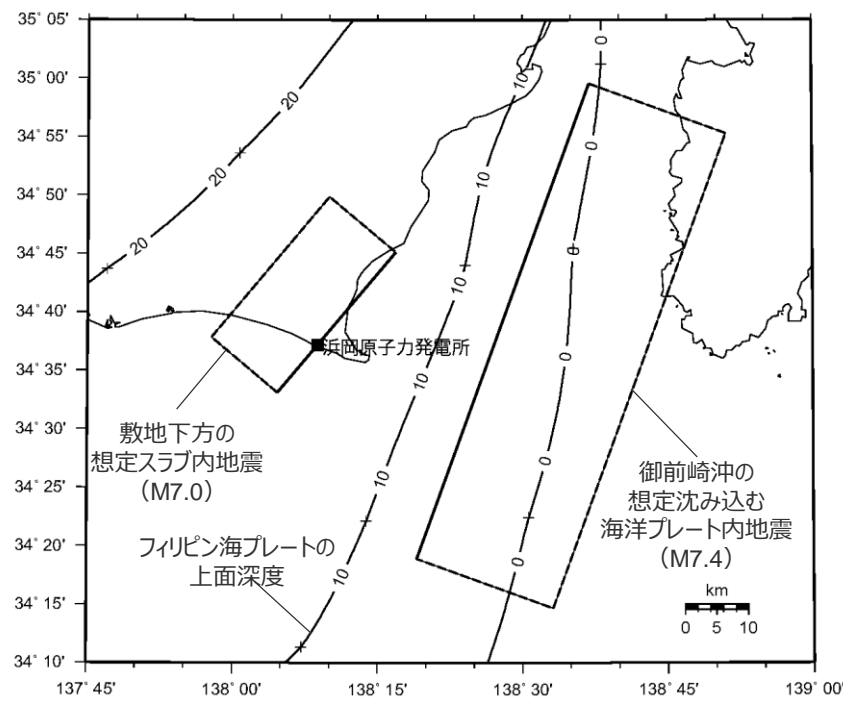 35˚ 05'
35˚ 00'
34˚ 55'
34˚ 50'
34˚ 45'
34˚ 40'
34˚ 35'
34˚ 30'
34˚ 25'
34˚ 20'
34˚ 15'
34˚ 10'
137˚ 45'
138˚ 00'
138˚ 15'
138˚ 30'
138˚ 45'
139˚ 00'
20
20
20
10
10
10
10
10
10
0
0
0
0
0
0
浜岡原子力発電所
敷地下方の
想定スラブ内地震
（M7.0）
フィリピン海プレートの
上面深度
御前崎沖の
想定沈み込む
海洋プレート内地震
（M7.4）
km
0 5 10